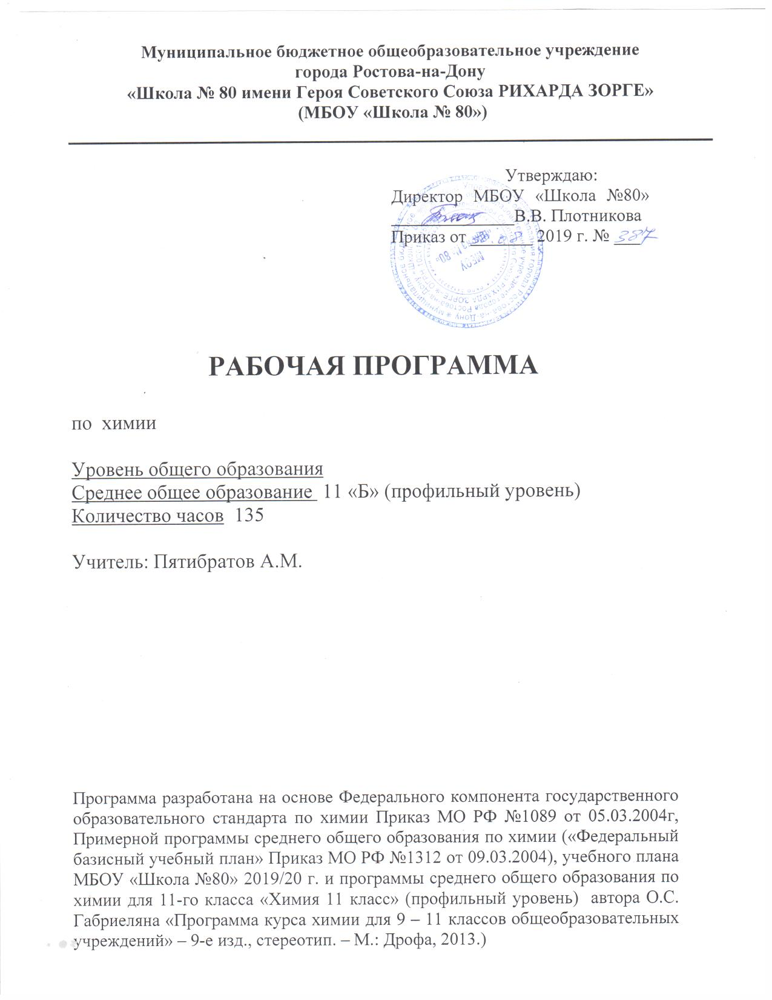 Муниципальное бюджетное общеобразовательное учреждение
города Ростова-на-Дону
«Школа № 80 имени Героя Советского Союза РИХАРДА ЗОРГЕ»
(МБОУ «Школа № 80»)
Утверждаю:
Директор МБОУ «Школа №80»
В.В. Плотникова
Приказ от .08 2019 г. № 387
МБОУ
РАБОЧАЯ ПРОГРАММА
по химии
Уровень общего образования
Среднее общее образование 11 «Б» (профильный уровень)
Количество часов 135
Учитель: Пятибратов А.М.
Программа разработана на основе Федерального компонента государственного
образовательного стандарта по химии Приказ МО РФ №1089 от 05.03.2004г,
Примерной программы среднего общего образования по химии («Федеральный
базисный учебный план» Приказ МО РФ №1312 от 09.03.2004), учебного плана
МБОУ «Школа №80» 2019/20 г. и программы среднего общего образования по
химии для 11-го класса «Химия 11 класс» (профильный уровень) автора О.С.
Габриеляна «Программа курса химии для 9 – 11 классов общеобразовательных
учреждений» – 9-е изд., стереотип. – М.: Дрофа, 2013.)